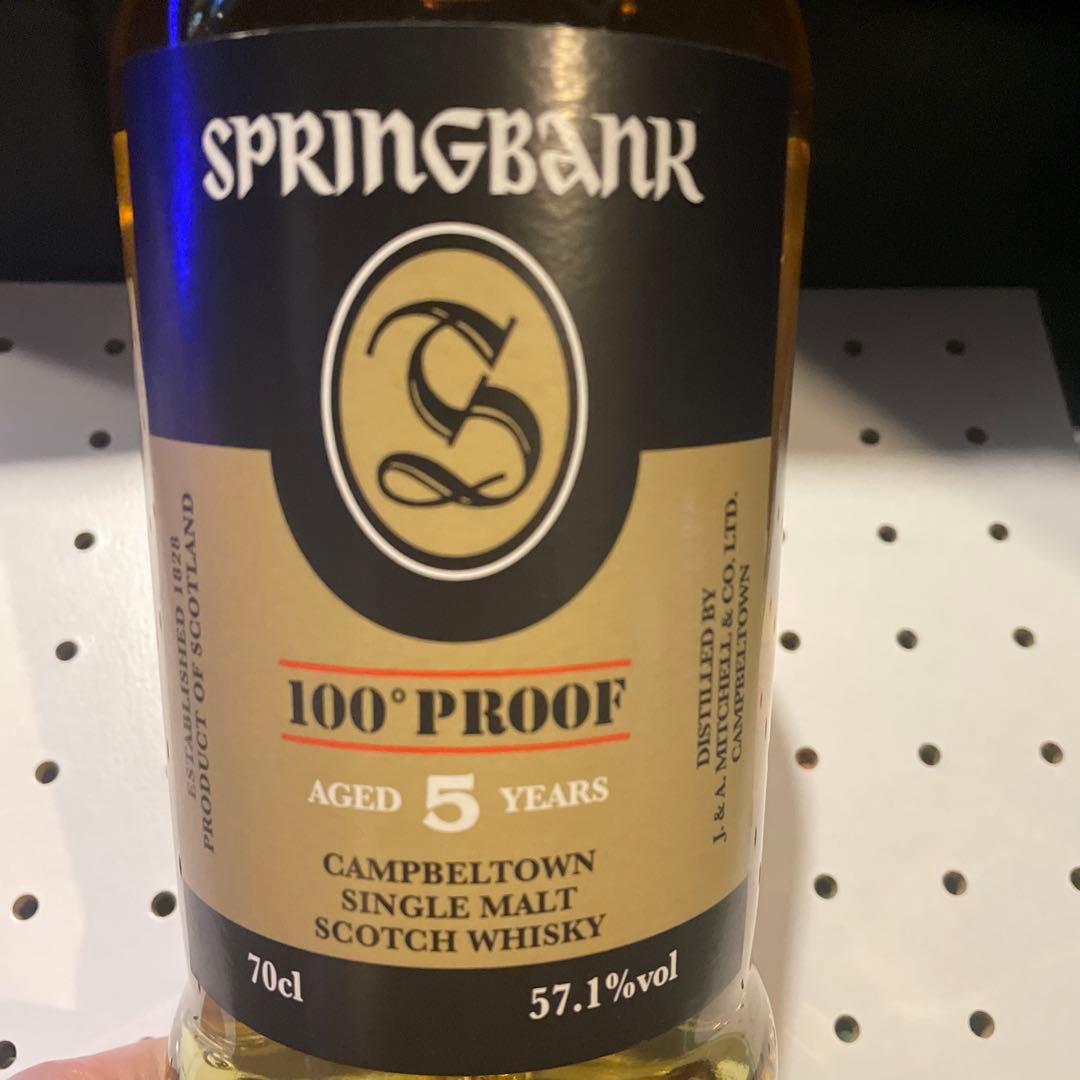 SPRINGBANK
S
ESTABLISHED 1828
PRODUCT OF SCOTLAND
100° PROOF
AGED 5 YEARS
CAMPBELTOWN
SINGLE MALT
SCOTCH WHISKY
DISTILLED BY
J. & A. MITCHELL & CO. LTD.
CAMPBELTOWN
70cl
57.1%vol